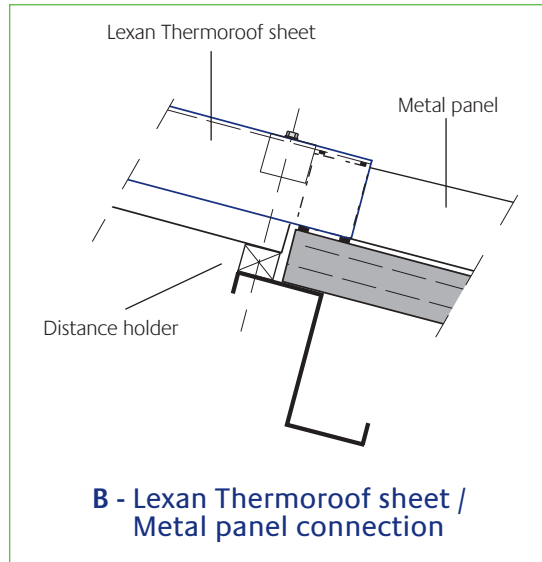 Lexan Thermoroof sheet
Metal panel
Distance holder
B - Lexan Thermoroof sheet /
Metal panel connection